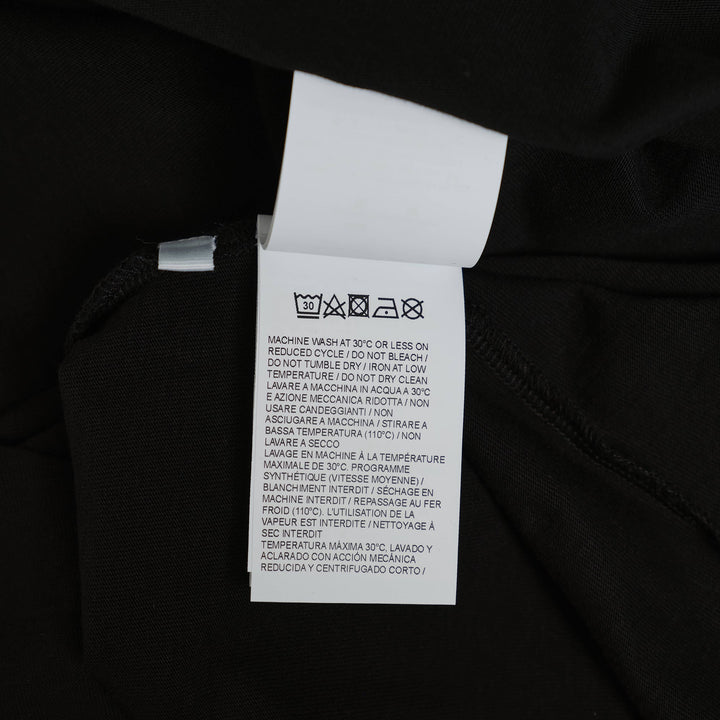 30
MACHINE WASH AT 30°C OR LESS ON
REDUCED CYCLE / DO NOT BLEACH /
DO NOT TUMBLE DRY / IRON AT LOW
TEMPERATURE / DO NOT DRY CLEAN
LAVARE A MACCHINA IN ACQUA A 30°C
E AZIONE MECCANICA RIDOTTA / NON
USARE CANDEGGIANTI / NON
ASCIUGARE A MACCHINA / STIRARE A
BASSA TEMPERATURA (110°C) / NON
LAVARE A SECCO
LAVAGE EN MACHINE À LA TEMPÉRATURE
MAXIMALE DE 30°C. PROGRAMME
SYNTHÉTIQUE (VITESSE MOYENNE) /
BLANCHIMENT INTERDIT / SÉCHAGE EN
MACHINE INTERDIT / REPASSAGE AU FER
FROID (110°C). L'UTILISATION DE LA
VAPEUR EST INTERDITE / NETTOYAGE À
SEC INTERDIT
TEMPERATURA MÁXIMA 30°C, LAVADO Y
ACLARADO CON ACCIÓN MECÂNICA
REDUCIDA Y CENTRIFUGADO CORTO /